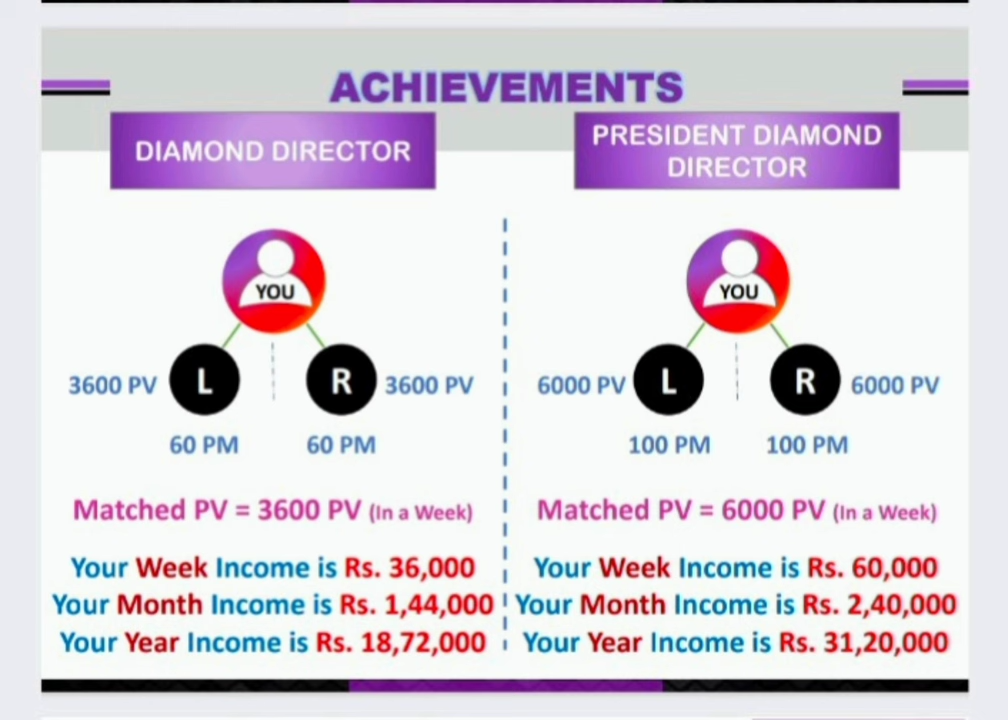 ACHIEVEMENTS
DIAMOND DIRECTOR
YOU
3600 PV L R 3600 PV
60 PM 60 PM
Matched PV = 3600 PV (In a Week)
Your Week Income is Rs. 36,000
Your Month Income is Rs. 1,44,000
Your Year Income is Rs. 18,72,000
PRESIDENT DIAMOND
DIRECTOR
YOU
6000 PV L R 6000 PV
100 PM 100 PM
Matched PV = 6000 PV (In a Week)
Your Week Income is Rs. 60,000
Your Month Income is Rs. 2,40,000
Your Year Income is Rs. 31,20,000